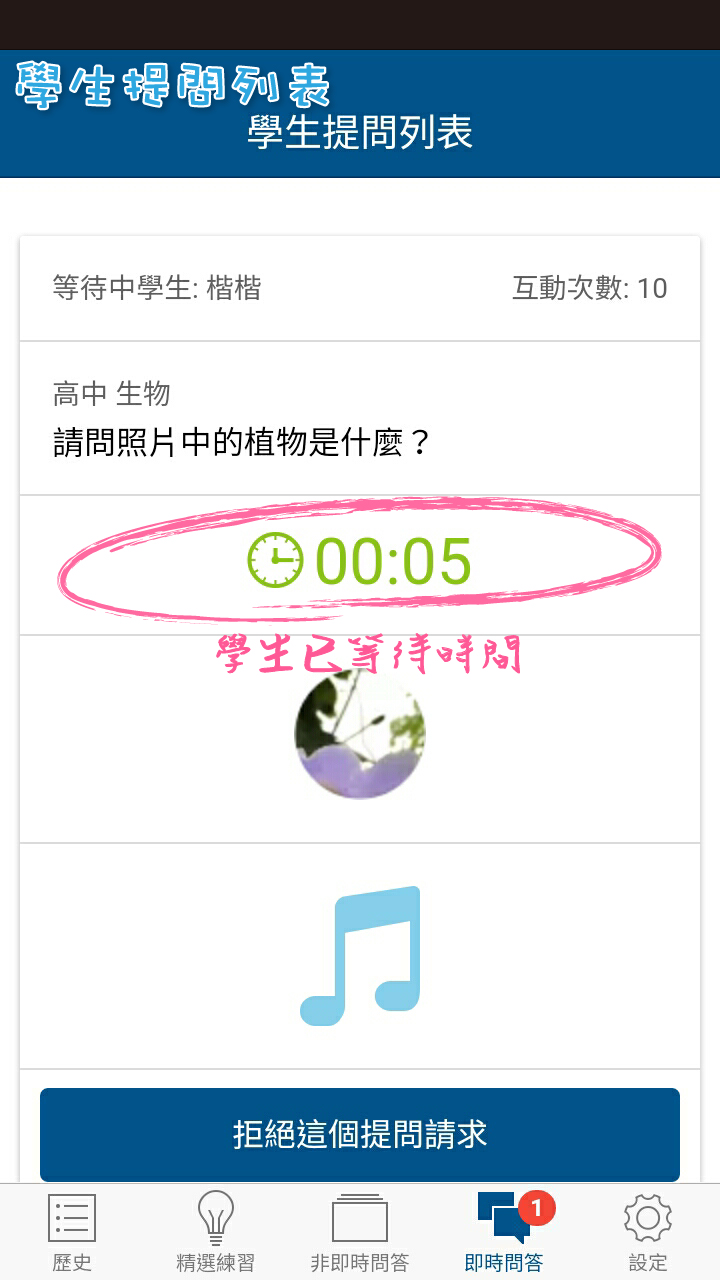 學生提問列表
學生提問列表
等待中學生: 楷楷 互動次數: 10
高中 生物
請問照片中的植物是什麼？
00:05
學生已等待時間
拒絕這個提問請求
1
歷史 精選練習 非即時問答 即時問答 設定